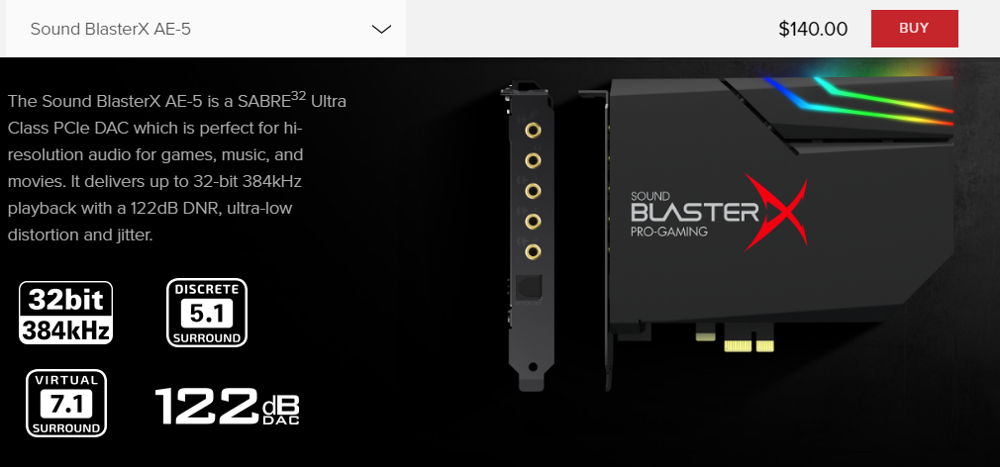 Sound BlasterX AE-5
$140.00
BUY
The Sound BlasterX AE-5 is a SABRE32 Ultra
Class PCIe DAC which is perfect for hi-
resolution audio for games, music, and
movies. It delivers up to 32-bit 384kHz
playback with a 122dB DNR, ultra-low
distortion and jitter.
32bit
384kHz
DISCRETE
5.1
SURROUND
VIRTUAL
7.1
SURROUND
122dB
DAC
SOUND
BLASTERX
PRO-GAMING